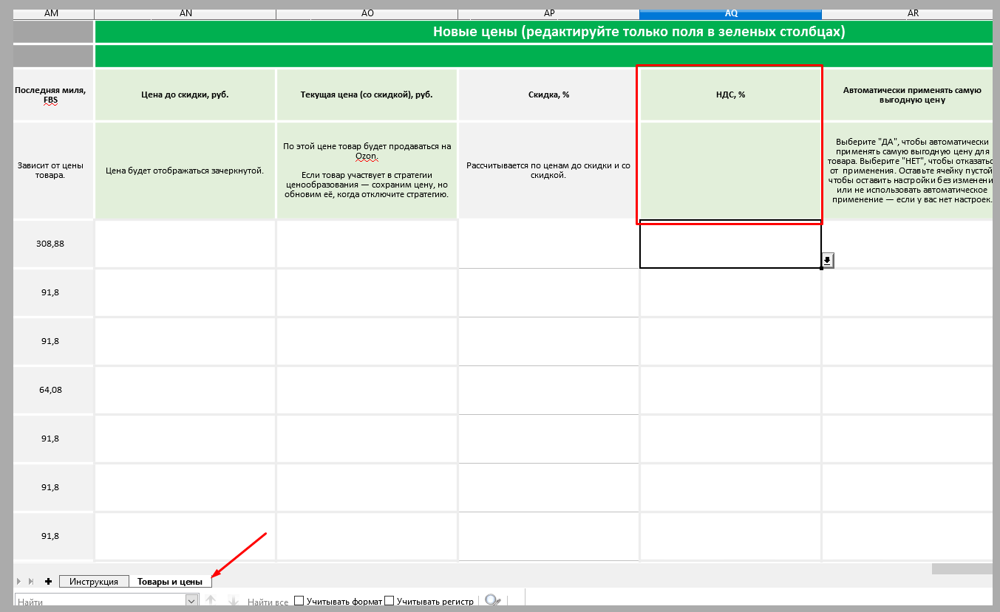 AM AN AO AP AQ AR
Новые цены (редактируйте только поля в зеленых столбцах)
Последняя миля,
FBS
Цена до скидки, руб.
Текущая цена (со скидкой), руб.
Скидка, %
НДС, %
Автоматически применять самую
выгодную цену
Зависит от цены
товара.
Цена будет отображаться зачеркнутой.
По этой цене товар будет продаваться на
Ozon.
Если товар участвует в стратегии
ценообразования — сохраним цену, но
обновим её, когда отключите стратегию.
Рассчитывается по ценам до скидки и со
скидкой.
Выберите "ДА", чтобы автоматически
применять самую выгодную цену для
товара. Выберите "НЕТ", чтобы отказатьс
от применения. Оставьте ячейку пустой
чтобы оставить настройки без изменени
или не использовать автоматическое
применение — если у вас нет настроек.
308,88
91,8
91,8
64,08
91,8
91,8
91,8
Инструкция Товары и цены
Найти Найти все Учитывать формат Учитывать регистр